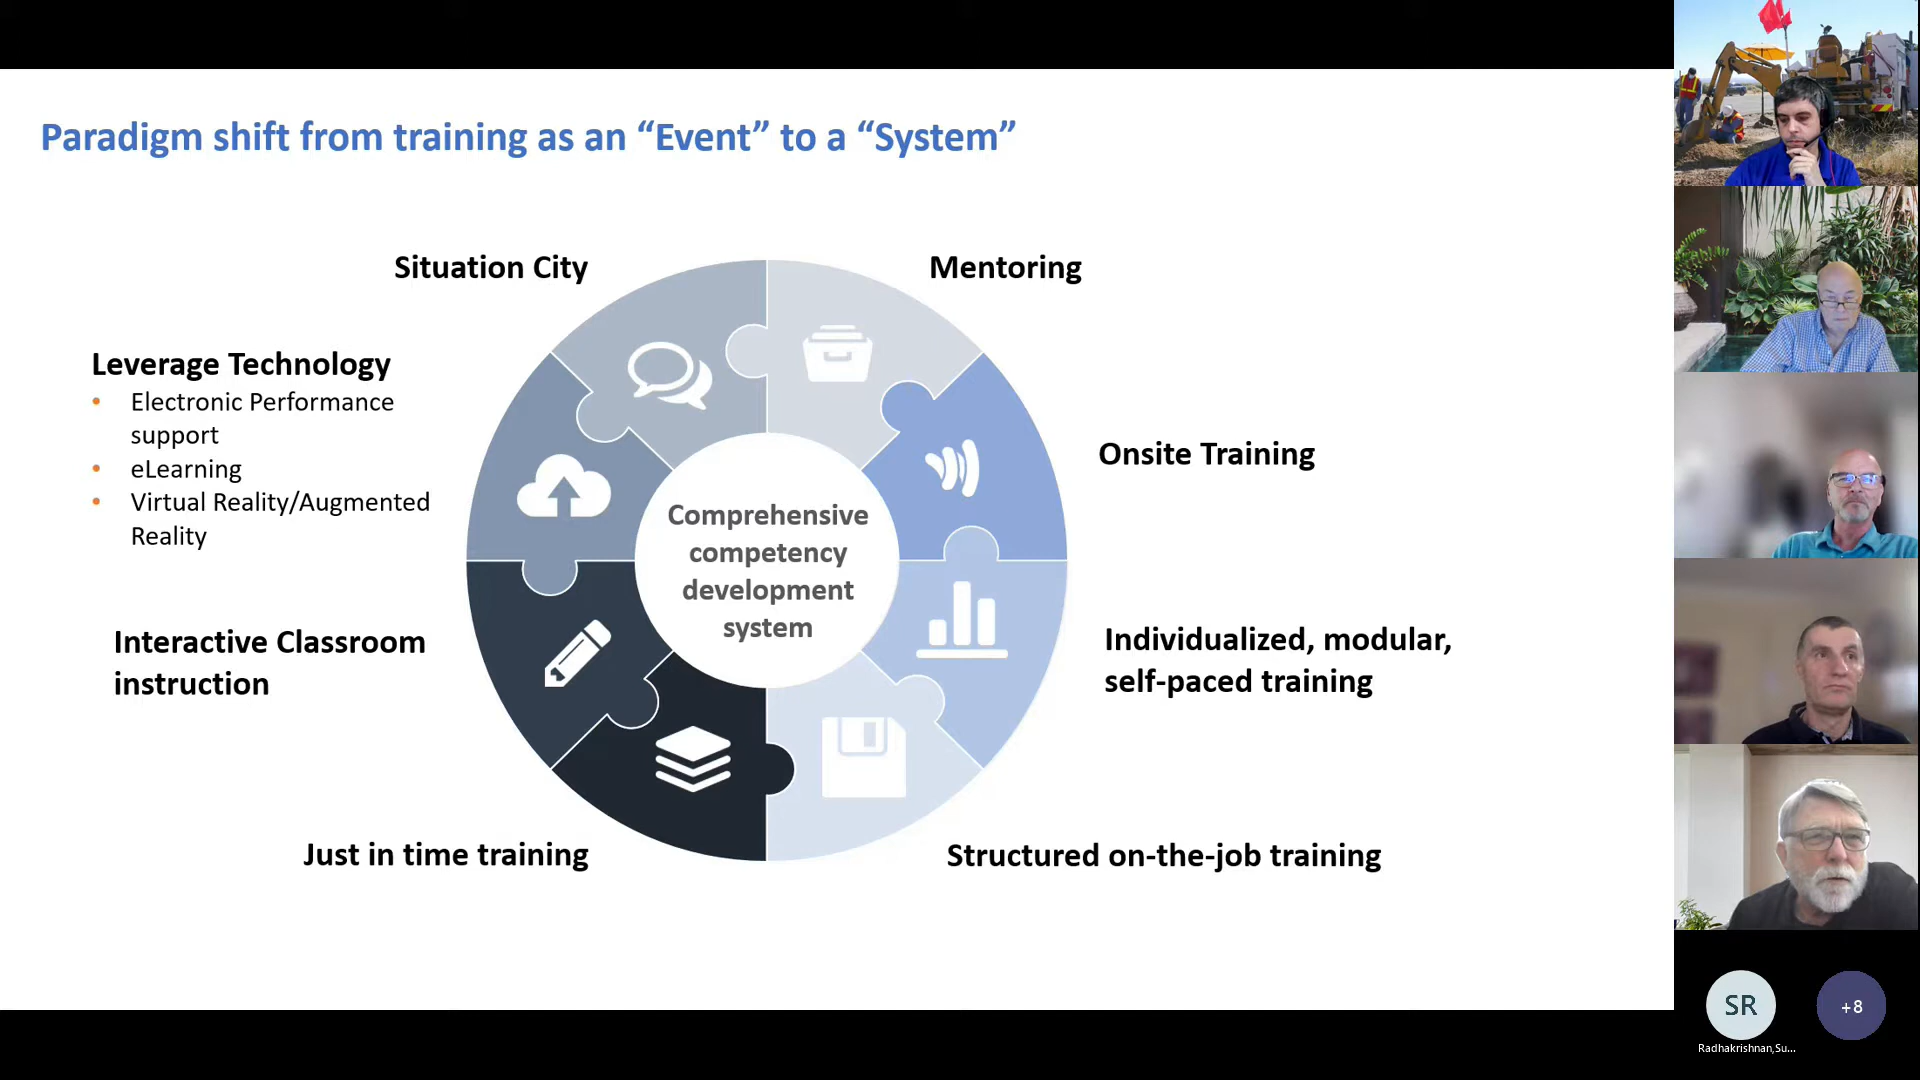 Paradigm shift from training as an “Event” to a “System”
Situation City
Mentoring
Leverage Technology
• Electronic Performance
support
• eLearning
• Virtual Reality/Augmented
Reality
Onsite Training
Comprehensive
competency
development
system
Interactive Classroom
instruction
Individualized, modular,
self-paced training
Just in time training
Structured on-the-job training
SR
+8
Radhakrishnan,Su...